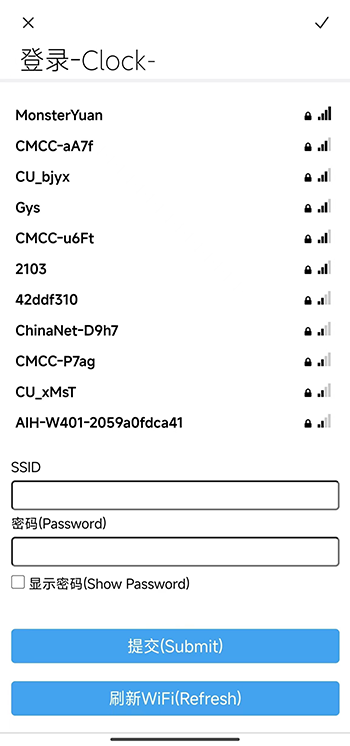 登录-Clock-
MonsterYuan
CMCC-aA7f
CU_bjyx
Gys
CMCC-u6Ft
2103
42ddf310
ChinaNet-D9h7
CMCC-P7ag
CU_xMsT
AIH-W401-2059a0fdca41
SSID
密码(Password)
显示密码(Show Password)
提交(Submit)
刷新WiFi(Refresh)